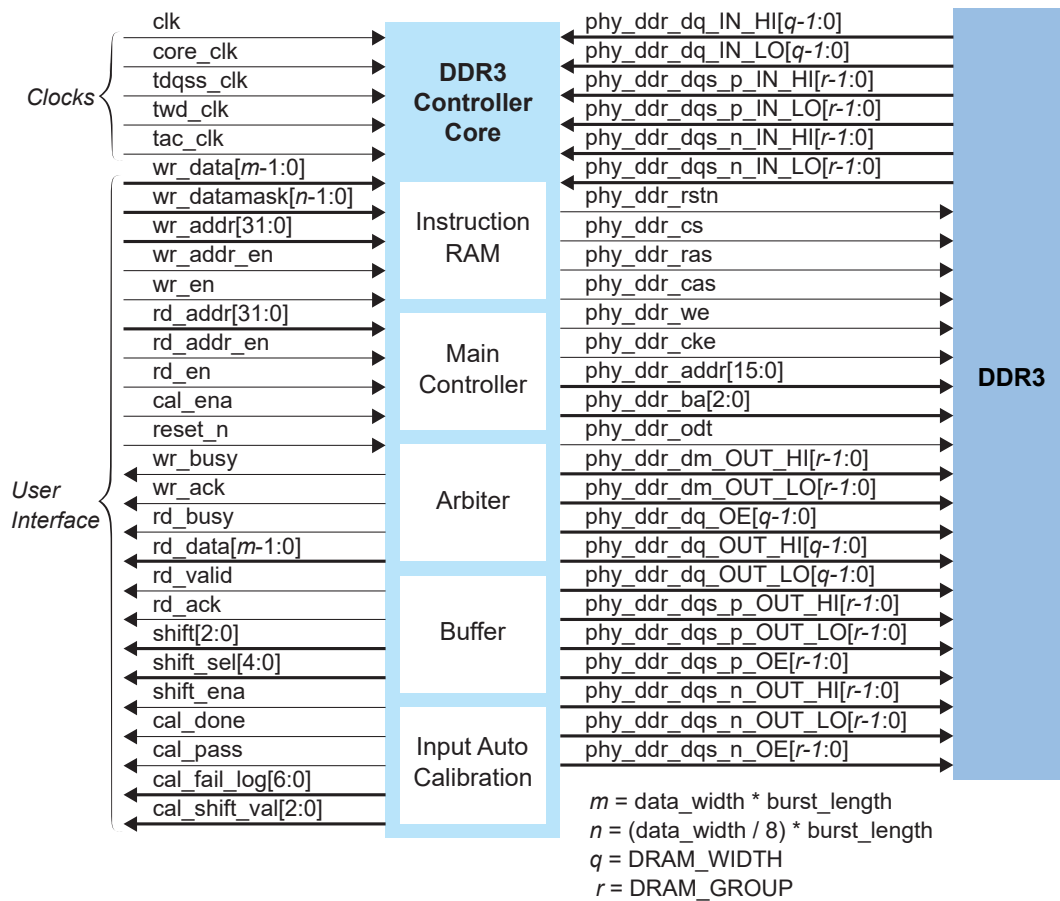 Clocks
clk
core_clk
tdqss_clk
twd_clk
tac_clk
User
Interface
wr_data[m-1:0]
wr_datamask[n-1:0]
wr_addr[31:0]
wr_addr_en
wr_en
rd_addr[31:0]
rd_addr_en
rd_en
cal_ena
reset_n
wr_busy
wr_ack
rd_busy
rd_data[m-1:0]
rd_valid
rd_ack
shift[2:0]
shift_sel[4:0]
shift_ena
cal_done
cal_pass
cal_fail_log[6:0]
cal_shift_val[2:0]
DDR3
Controller
Core
Instruction
RAM
Main
Controller
Arbiter
Buffer
Input Auto
Calibration
phy_ddr_dq_IN_HI[q-1:0]
phy_ddr_dq_IN_LO[q-1:0]
phy_ddr_dqs_p_IN_HI[r-1:0]
phy_ddr_dqs_p_IN_LO[r-1:0]
phy_ddr_dqs_n_IN_HI[r-1:0]
phy_ddr_dqs_n_IN_LO[r-1:0]
phy_ddr_rstn
phy_ddr_cs
phy_ddr_ras
phy_ddr_cas
phy_ddr_we
phy_ddr_cke
phy_ddr_addr[15:0]
phy_ddr_ba[2:0]
phy_ddr_odt
phy_ddr_dm_OUT_HI[r-1:0]
phy_ddr_dm_OUT_LO[r-1:0]
phy_ddr_dq_OE[q-1:0]
phy_ddr_dq_OUT_HI[q-1:0]
phy_ddr_dq_OUT_LO[q-1:0]
phy_ddr_dqs_p_OUT_HI[r-1:0]
phy_ddr_dqs_p_OUT_LO[r-1:0]
phy_ddr_dqs_p_OE[r-1:0]
phy_ddr_dqs_n_OUT_HI[r-1:0]
phy_ddr_dqs_n_OUT_LO[r-1:0]
phy_ddr_dqs_n_OE[r-1:0]
DDR3
m = data_width * burst_length
n = (data_width / 8) * burst_length
q = DRAM_WIDTH
r = DRAM_GROUP